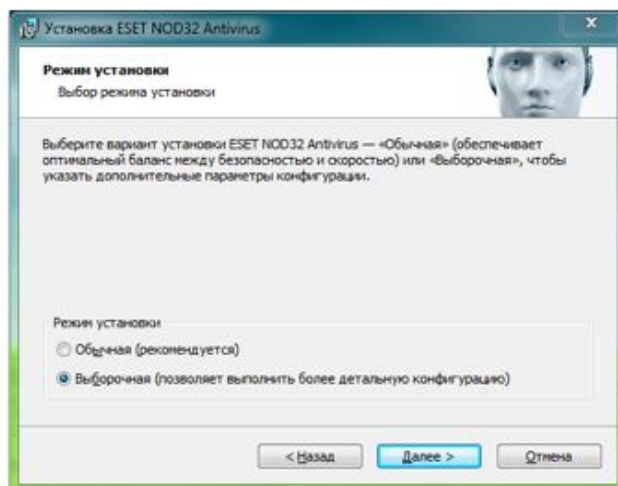 Установка ESET NOD32 Antivirus
Режим установки
Выбор режима установки
Выберите вариант установки ESET NOD32 Antivirus — «Обычная» (обеспечивает
оптимальный баланс между безопасностью и скоростью) или «Выборочная», чтобы
указать дополнительные параметры конфигурации.
Режим установки
Обычная (рекомендуется)
Выборочная (позволяет выполнить более детальную конфигурацию)
< Назад
Далее >
Отмена